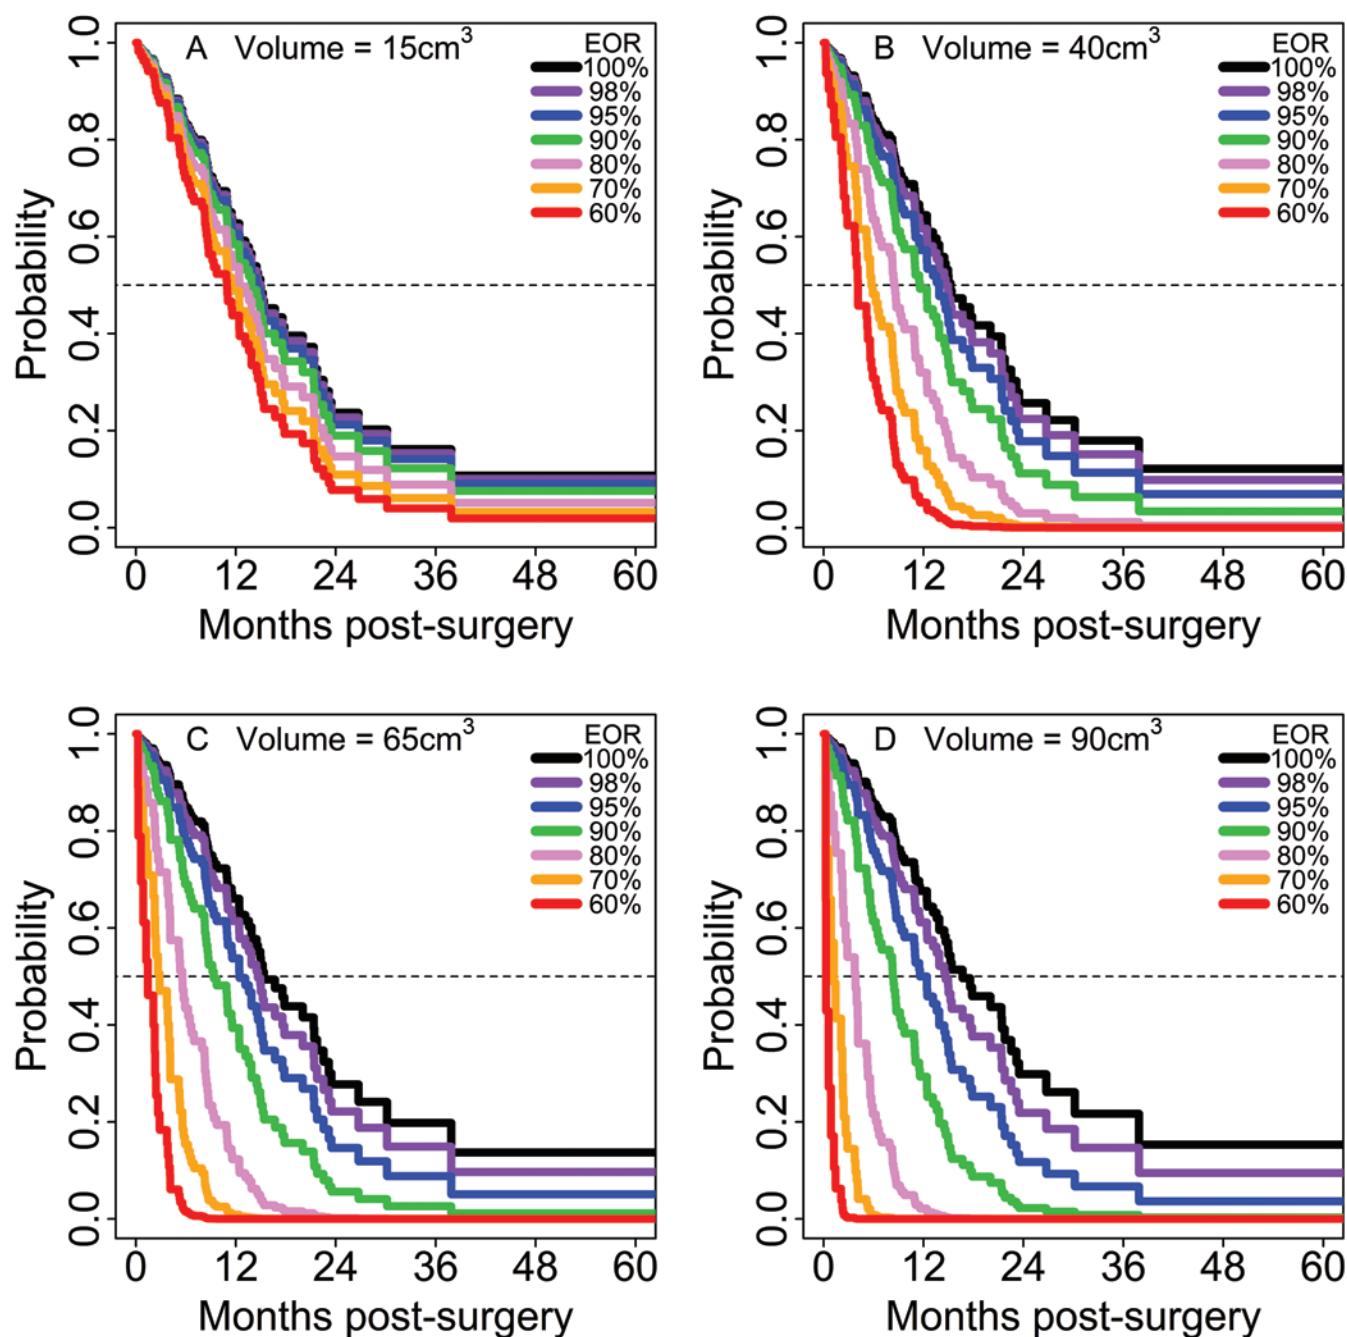 A Volume = 15cm³
EOR
100%
98%
95%
90%
80%
70%
60%
Probability
0.0 0.2 0.4 0.6 0.8 1.0
0 12 24 36 48 60
Months post-surgery
B Volume = 40cm³
EOR
100%
98%
95%
90%
80%
70%
60%
Probability
0.0 0.2 0.4 0.6 0.8 1.0
0 12 24 36 48 60
Months post-surgery
C Volume = 65cm³
EOR
100%
98%
95%
90%
80%
70%
60%
Probability
0.0 0.2 0.4 0.6 0.8 1.0
0 12 24 36 48 60
Months post-surgery
D Volume = 90cm³
EOR
100%
98%
95%
90%
80%
70%
60%
Probability
0.0 0.2 0.4 0.6 0.8 1.0
0 12 24 36 48 60
Months post-surgery